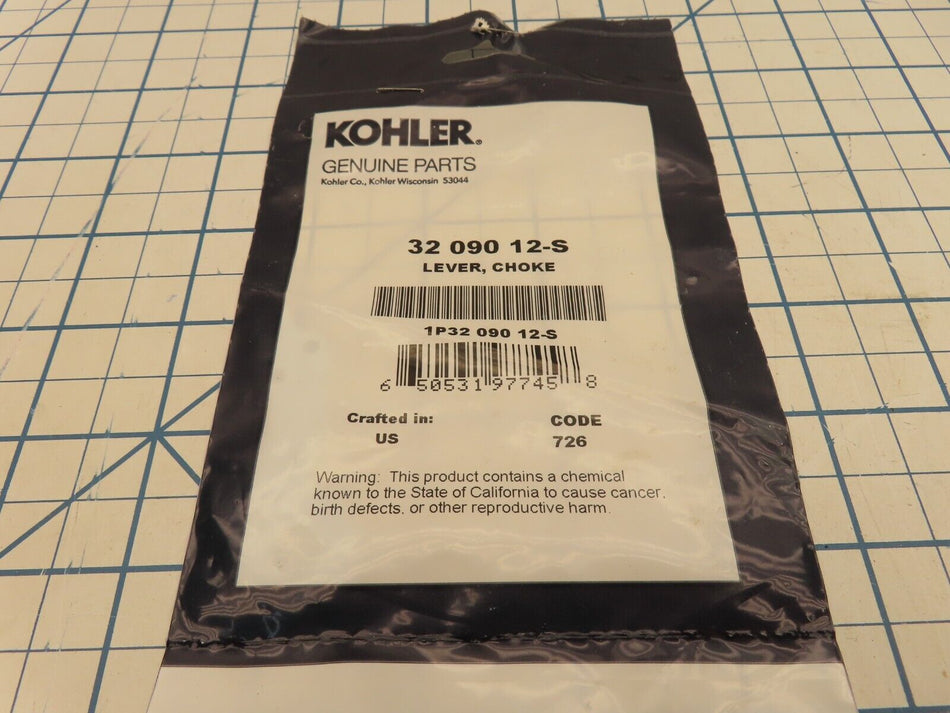 KOHLER®
GENUINE PARTS
Kohler Co., Kohler Wisconsin 53044
32 090 12-S
LEVER, CHOKE
1P32 090 12-S
6 50531 97745 8
Crafted in: CODE
US 726
Warning: This product contains a chemical
known to the State of California to cause cancer,
birth defects, or other reproductive harm.